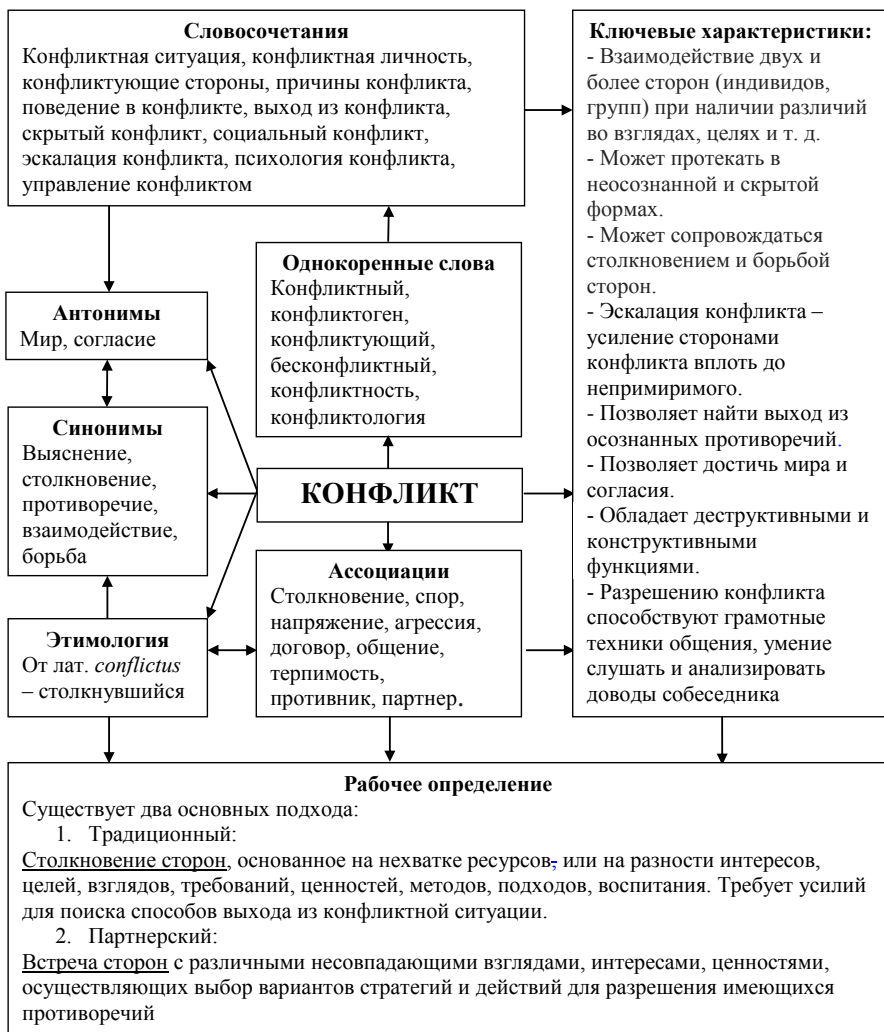 Словосочетания
Конфликтная ситуация, конфликтная личность,
конфликтующие стороны, причины конфликта,
поведение в конфликте, выход из конфликта,
скрытый конфликт, социальный конфликт,
эскалация конфликта, психология конфликта,
управление конфликтом
Ключевые характеристики:
- Взаимодействие двух и
более сторон (индивидов,
групп) при наличии различий
во взглядах, целях и т. д.
- Может протекать в
неосознанной и скрытой
формах.
- Может сопровождаться
столкновением и борьбой
сторон.
- Эскалация конфликта –
усиление сторонами
конфликта вплоть до
непримиримого.
- Позволяет найти выход из
осознанных противоречий.
- Позволяет достичь мира и
согласия.
- Обладает деструктивными и
конструктивными
функциями.
- Разрешению конфликта
способствуют грамотные
техники общения, умение
слушать и анализировать
доводы собеседника
Однокоренные слова
Конфликтный,
конфликтоген,
конфликтующий,
бесконфликтный,
конфликтность,
конфликтология
Антонимы
Мир, согласие
Синонимы
Выяснение,
столкновение,
противоречие,
взаимодействие,
борьба
КОНФЛИКТ
Этимология
От лат. conflictus
– столкнувшийся
Ассоциации
Столкновение, спор,
напряжение, агрессия,
договор, общение,
терпимость,
противник, партнер.
Рабочее определение
Существует два основных подхода:
1. Традиционный:
Столкновение сторон, основанное на нехватке ресурсов, или на разности интересов,
целей, взглядов, требований, ценностей, методов, подходов, воспитания. Требует усилий
для поиска способов выхода из конфликтной ситуации.
2. Партнерский:
Встреча сторон с различными несовпадающими взглядами, интересами, ценностями,
осуществляющих выбор вариантов стратегий и действий для разрешения имеющихся
противоречий